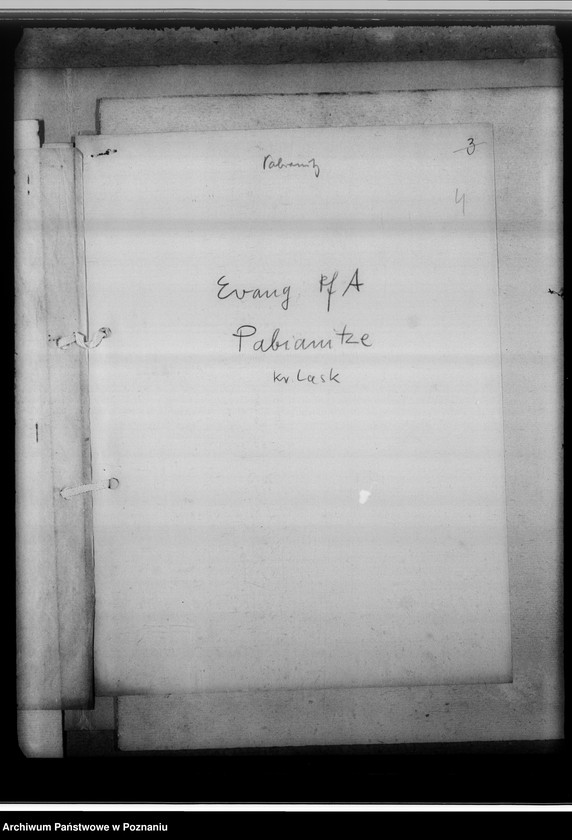 Pabianitz
3
4
Evang Pf A
Pabianitze
Kr Lask
Archiwum Państwowe w Poznaniu